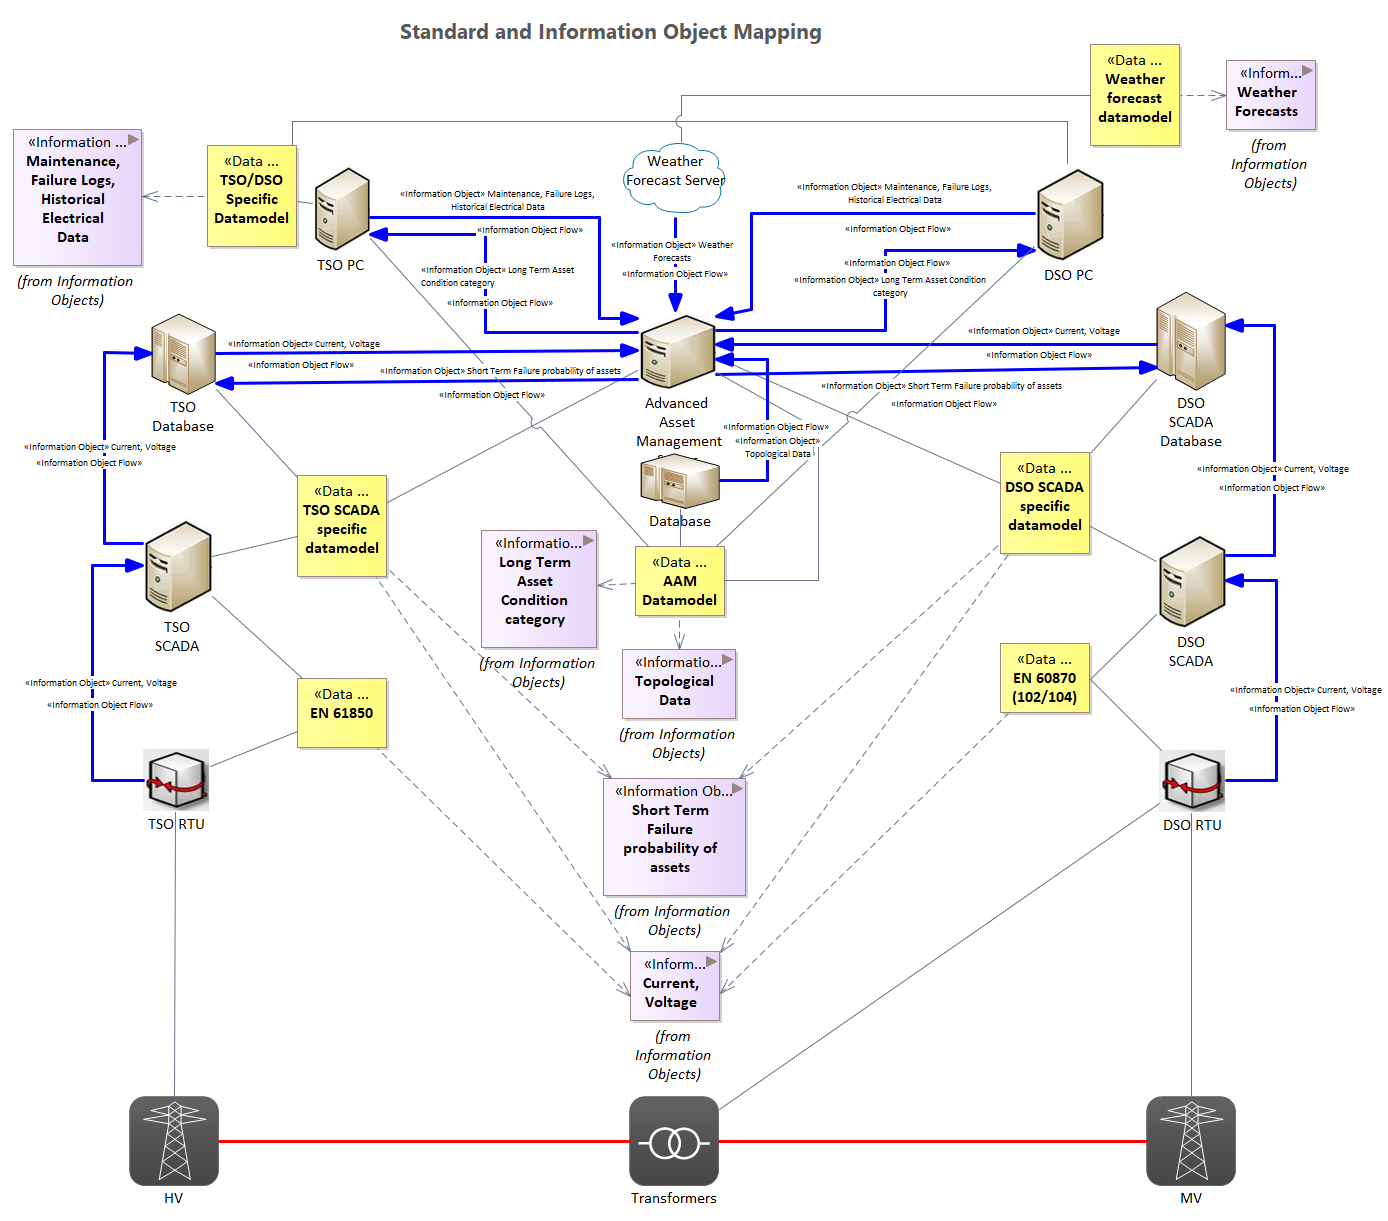 Standard and Information Object Mapping
«Data ...
Weather
forecast
datamodel
«Inform...
Weather
Forecasts
(from
Information
Objects)
«Information ...
Maintenance,
Failure Logs,
Historical
Electrical
Data
(from Information
Objects)
«Data ...
TSO/DSO
Specific
Datamodel
TSO PC
Weather
Forecast Server
DSO PC
«Information Object» Maintenance, Failure Logs,
Historical Electrical Data
«Information Object Flow»
«Information Object» Long Term Asset
Condition category
«Information Object Flow»
«Information Object» Weather
Forecasts
«Information Object Flow»
«Information Object» Maintenance, Failure Logs,
Historical Electrical Data
«Information Object Flow»
«Information Object Flow»
«Information Object» Long Term Asset Condition
category
TSO
Database
«Information Object» Current, Voltage
«Information Object Flow»
«Information Object» Short Term Failure probability of assets
«Information Object Flow»
Advanced
Asset
Management
«Information Object» Current, Voltage
«Information Object Flow»
«Information Object» Short Term Failure probability of assets
«Information Object Flow»
DSO
SCADA
Database
«Information Object Flow»
«Information Object»
Topological Data
Database
«Information Object» Current, Voltage
«Information Object Flow»
«Data ...
TSO SCADA
specific
datamodel
«Data ...
DSO SCADA
specific
datamodel
«Information Object» Current, Voltage
«Information Object Flow»
TSO
SCADA
«Informatio...
Long Term
Asset
Condition
category
(from Information
Objects)
«Data ...
AAM
Datamodel
DSO
SCADA
«Informatio...
Topological
Data
(from Information
Objects)
«Information Object» Current, Voltage
«Information Object Flow»
«Data ...
EN 61850
«Data ...
EN 60870
(102/104)
«Information Object» Current, Voltage
«Information Object Flow»
TSO RTU
DSO RTU
«Information Ob...
Short Term
Failure
probability of
assets
(from Information
Objects)
«Inform...
Current,
Voltage
(from
Information
Objects)
HV
Transformers
MV